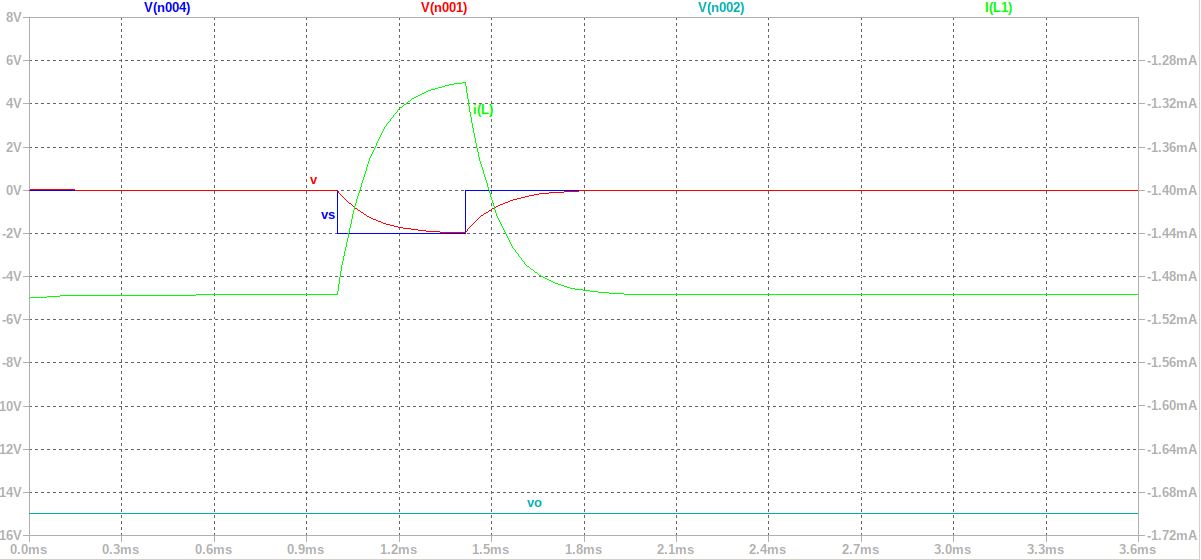 V(n004) V(n001) V(n002) I(L1)
8V
6V -1.28mA
4V -1.32mA
i(L)
2V -1.36mA
v
0V -1.40mA
vs
-2V -1.44mA
-4V -1.48mA
-6V -1.52mA
-8V -1.56mA
10V -1.60mA
12V -1.64mA
14V -1.68mA
vo
16V -1.72mA
0.0ms 0.3ms 0.6ms 0.9ms 1.2ms 1.5ms 1.8ms 2.1ms 2.4ms 2.7ms 3.0ms 3.3ms 3.6ms